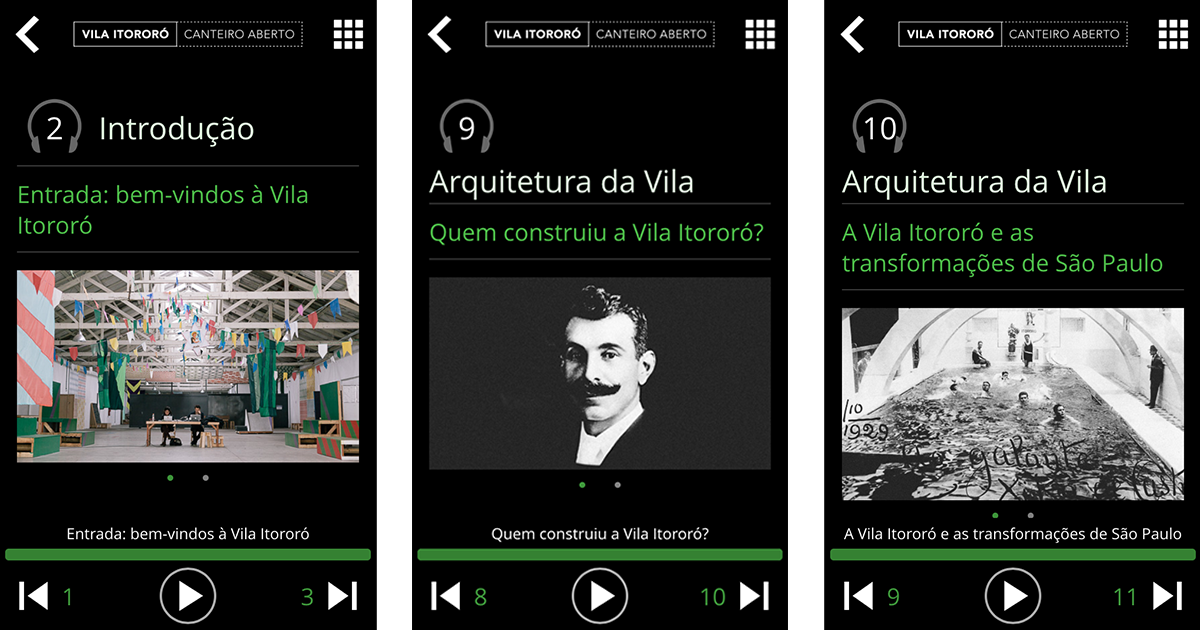 VILA ITORORÓ CANTEIRO ABERTO
2 Introdução
Entrada: bem-vindos à Vila
Itororó
Entrada: bem-vindos à Vila Itororó
1 3
VILA ITORORÓ CANTEIRO ABERTO
9
Arquitetura da Vila
Quem construiu a Vila Itororó?
Quem construiu a Vila Itororó?
8 10
VILA ITORORÓ CANTEIRO ABERTO
10
Arquitetura da Vila
A Vila Itororó e as
transformações de São Paulo
/10
1929
A Vila Itororó e as transformações de São Paulo
9 11